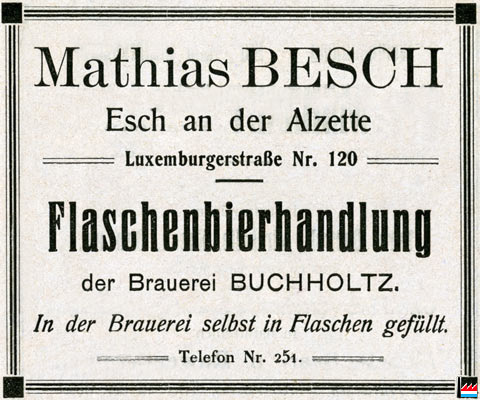 Mathias BESCH
Esch an der Alzette
Luxemburgerstraße Nr. 120
Flaschenbierhandlung
der Brauerei BUCHHOLTZ.
In der Brauerei selbst in Flaschen gefüllt.
Telefon Nr. 251.